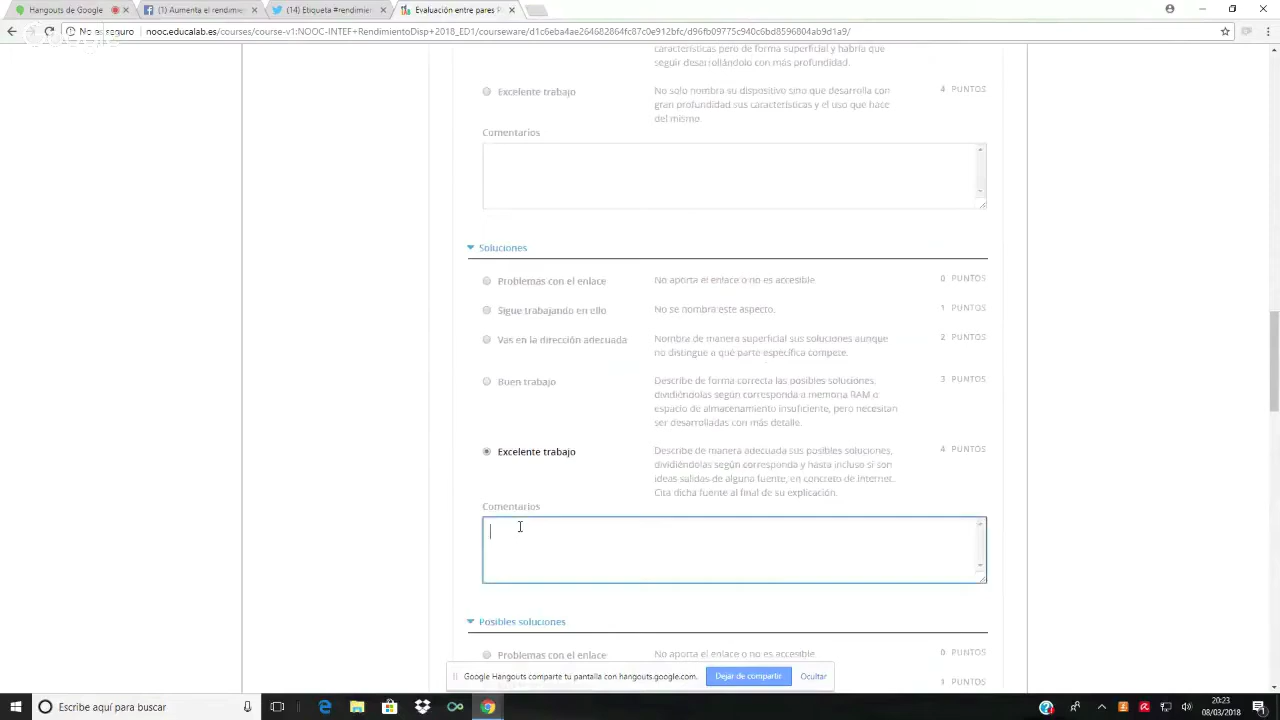 Hangouts de Google
(1) Aumenta el rendimie
(14) Etiqueta #rendimien
Evaluación entre pares R
No es seguro
nooc.educalab.es/courses/course-v1:NOOC-INTEF+RendimientoDisp+2018_ED1/courseware/d1c6eba4ae264682864fc87c0e912bfc/d96fb09775c940c6bd8596804ab9d1a9/
características pero de forma superficial y habría que
seguir desarrollándolo con más profundidad.
Excelente trabajo
No solo nombra su dispositivo sino que desarrolla con
gran profundidad sus características y el uso que hace
del mismo.
4 PUNTOS
Comentarios
Soluciones
Problemas con el enlace
No aporta el enlace o no es accesible.
0 PUNTOS
Sigue trabajando en ello
No se nombra este aspecto.
1 PUNTOS
Vas en la dirección adecuada
Nombra de manera superficial sus soluciones aunque
no distingue a qué parte específica compete.
2 PUNTOS
Buen trabajo
Describe de forma correcta las posibles soluciones,
dividiéndolas según corresponda a memoria RAM a
espacio de almacenamiento insuficiente, pero necesitan
ser desarrolladas con más detalle.
3 PUNTOS
Excelente trabajo
Describe de manera adecuada sus posibles soluciones,
dividiéndolas según corresponda y hasta incluso si son
ideas salidas de alguna fuente, en concreto de Internet.
Cita dicha fuente al final de su explicación.
4 PUNTOS
Comentarios
Posibles soluciones
Problemas con el enlace
No aporta el enlace o no es accesible.
0 PUNTOS
1 PUNTOS
Google Hangouts comparte tu pantalla con hangouts.google.com.
Dejar de compartir
Ocultar
Escribe aquí para buscar
20:23
08/03/2018